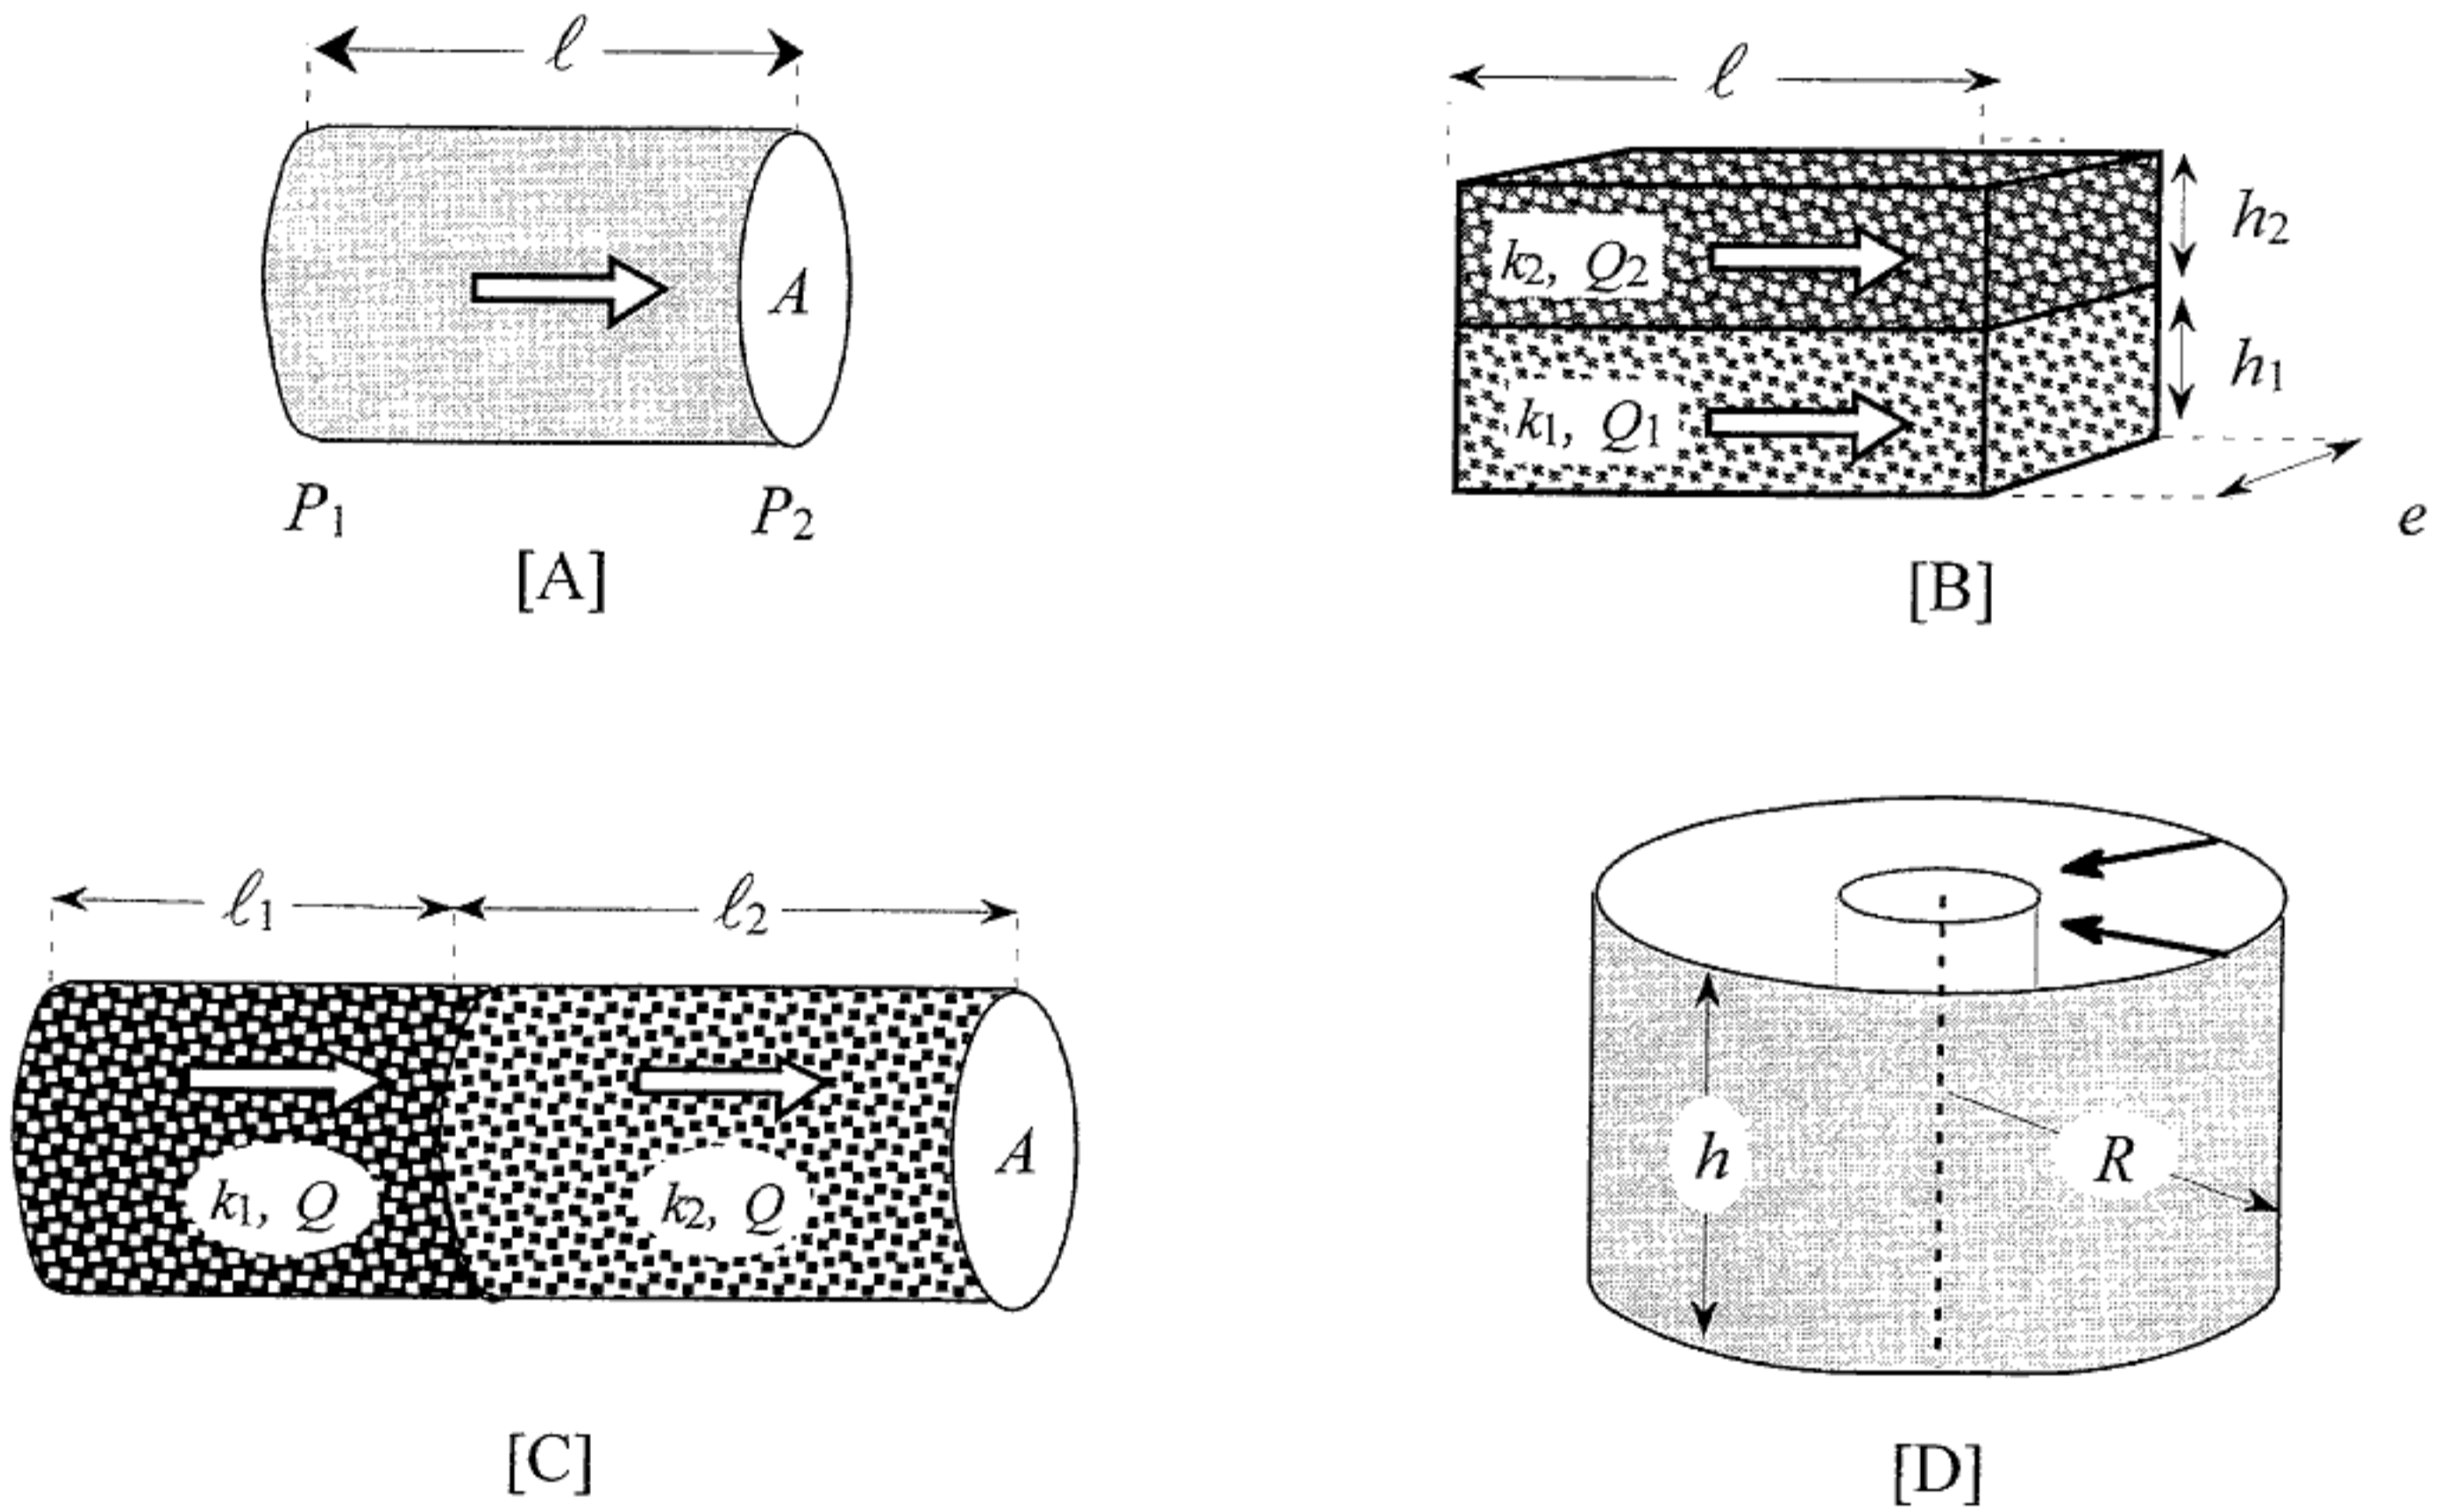 ℓ
A
P1 P2
[A]
ℓ
k2, Q2
h2
k1, Q1
h1
e
[B]
ℓ1 ℓ2
k1, Q
k2, Q
A
[C]
h
R
[D]